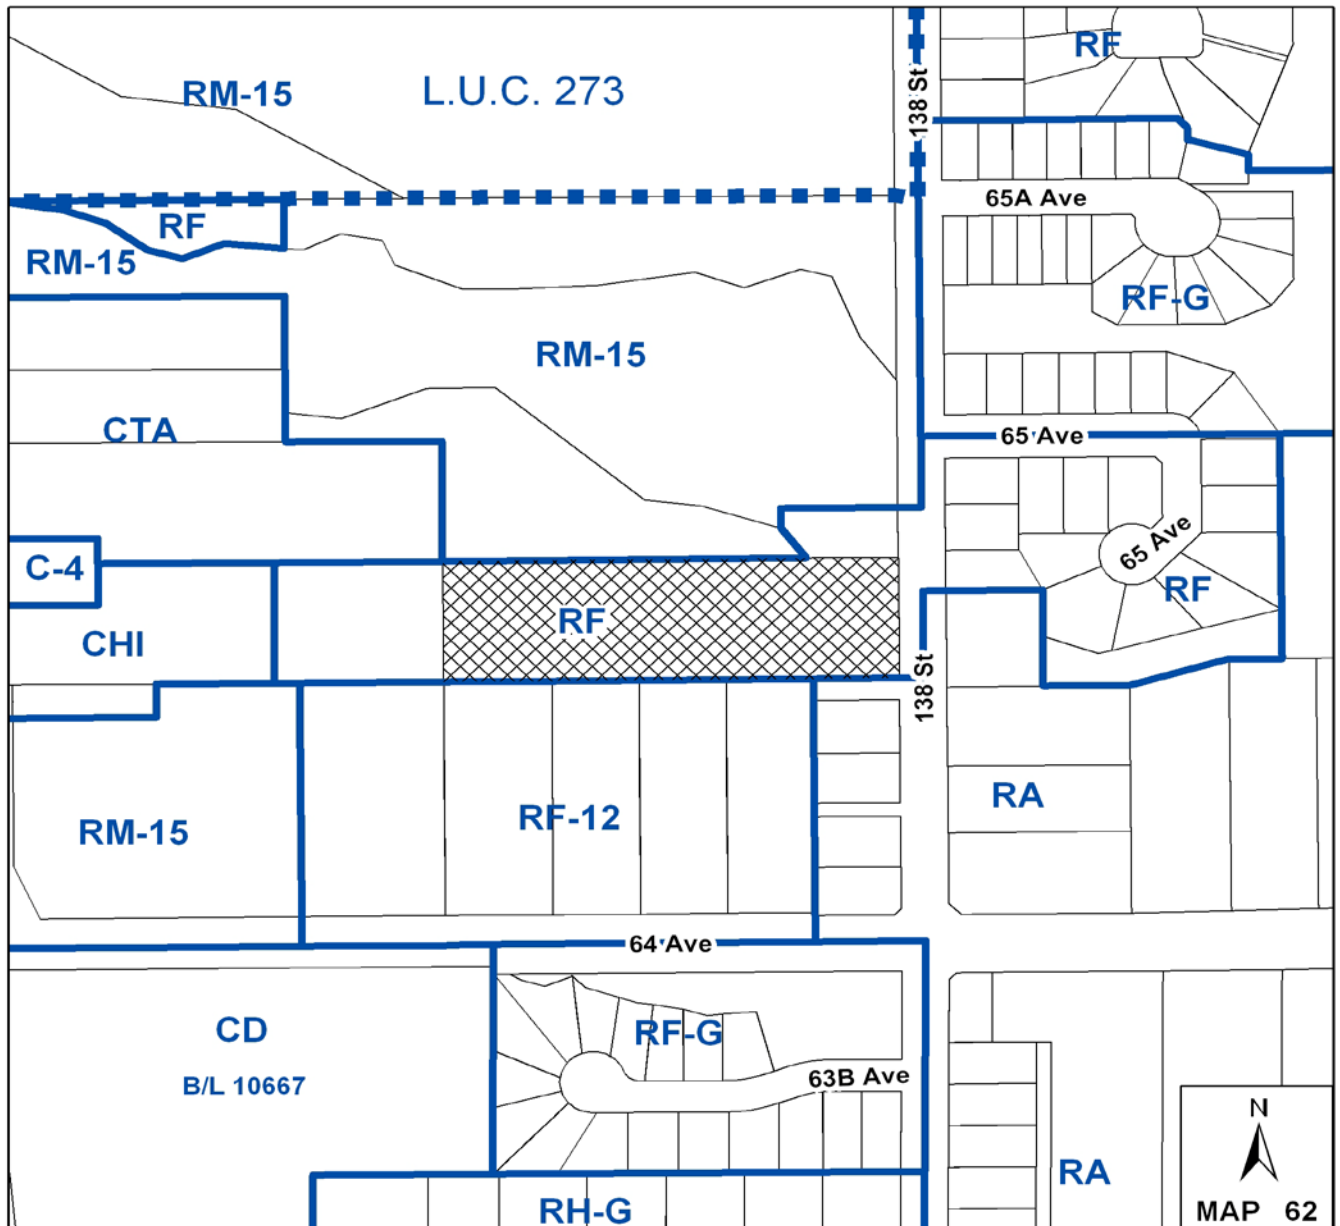 RF
RM-15
L.U.C. 273
138 St
65A Ave
RF
RM-15
RF-G
RM-15
CTA
65 Ave
65 Ave
C-4
RF
RF
CHI
138 St
RA
RF-12
RM-15
64 Ave
CD
RF-G
63B Ave
B/L 10667
N
RA
RH-G
MAP 62